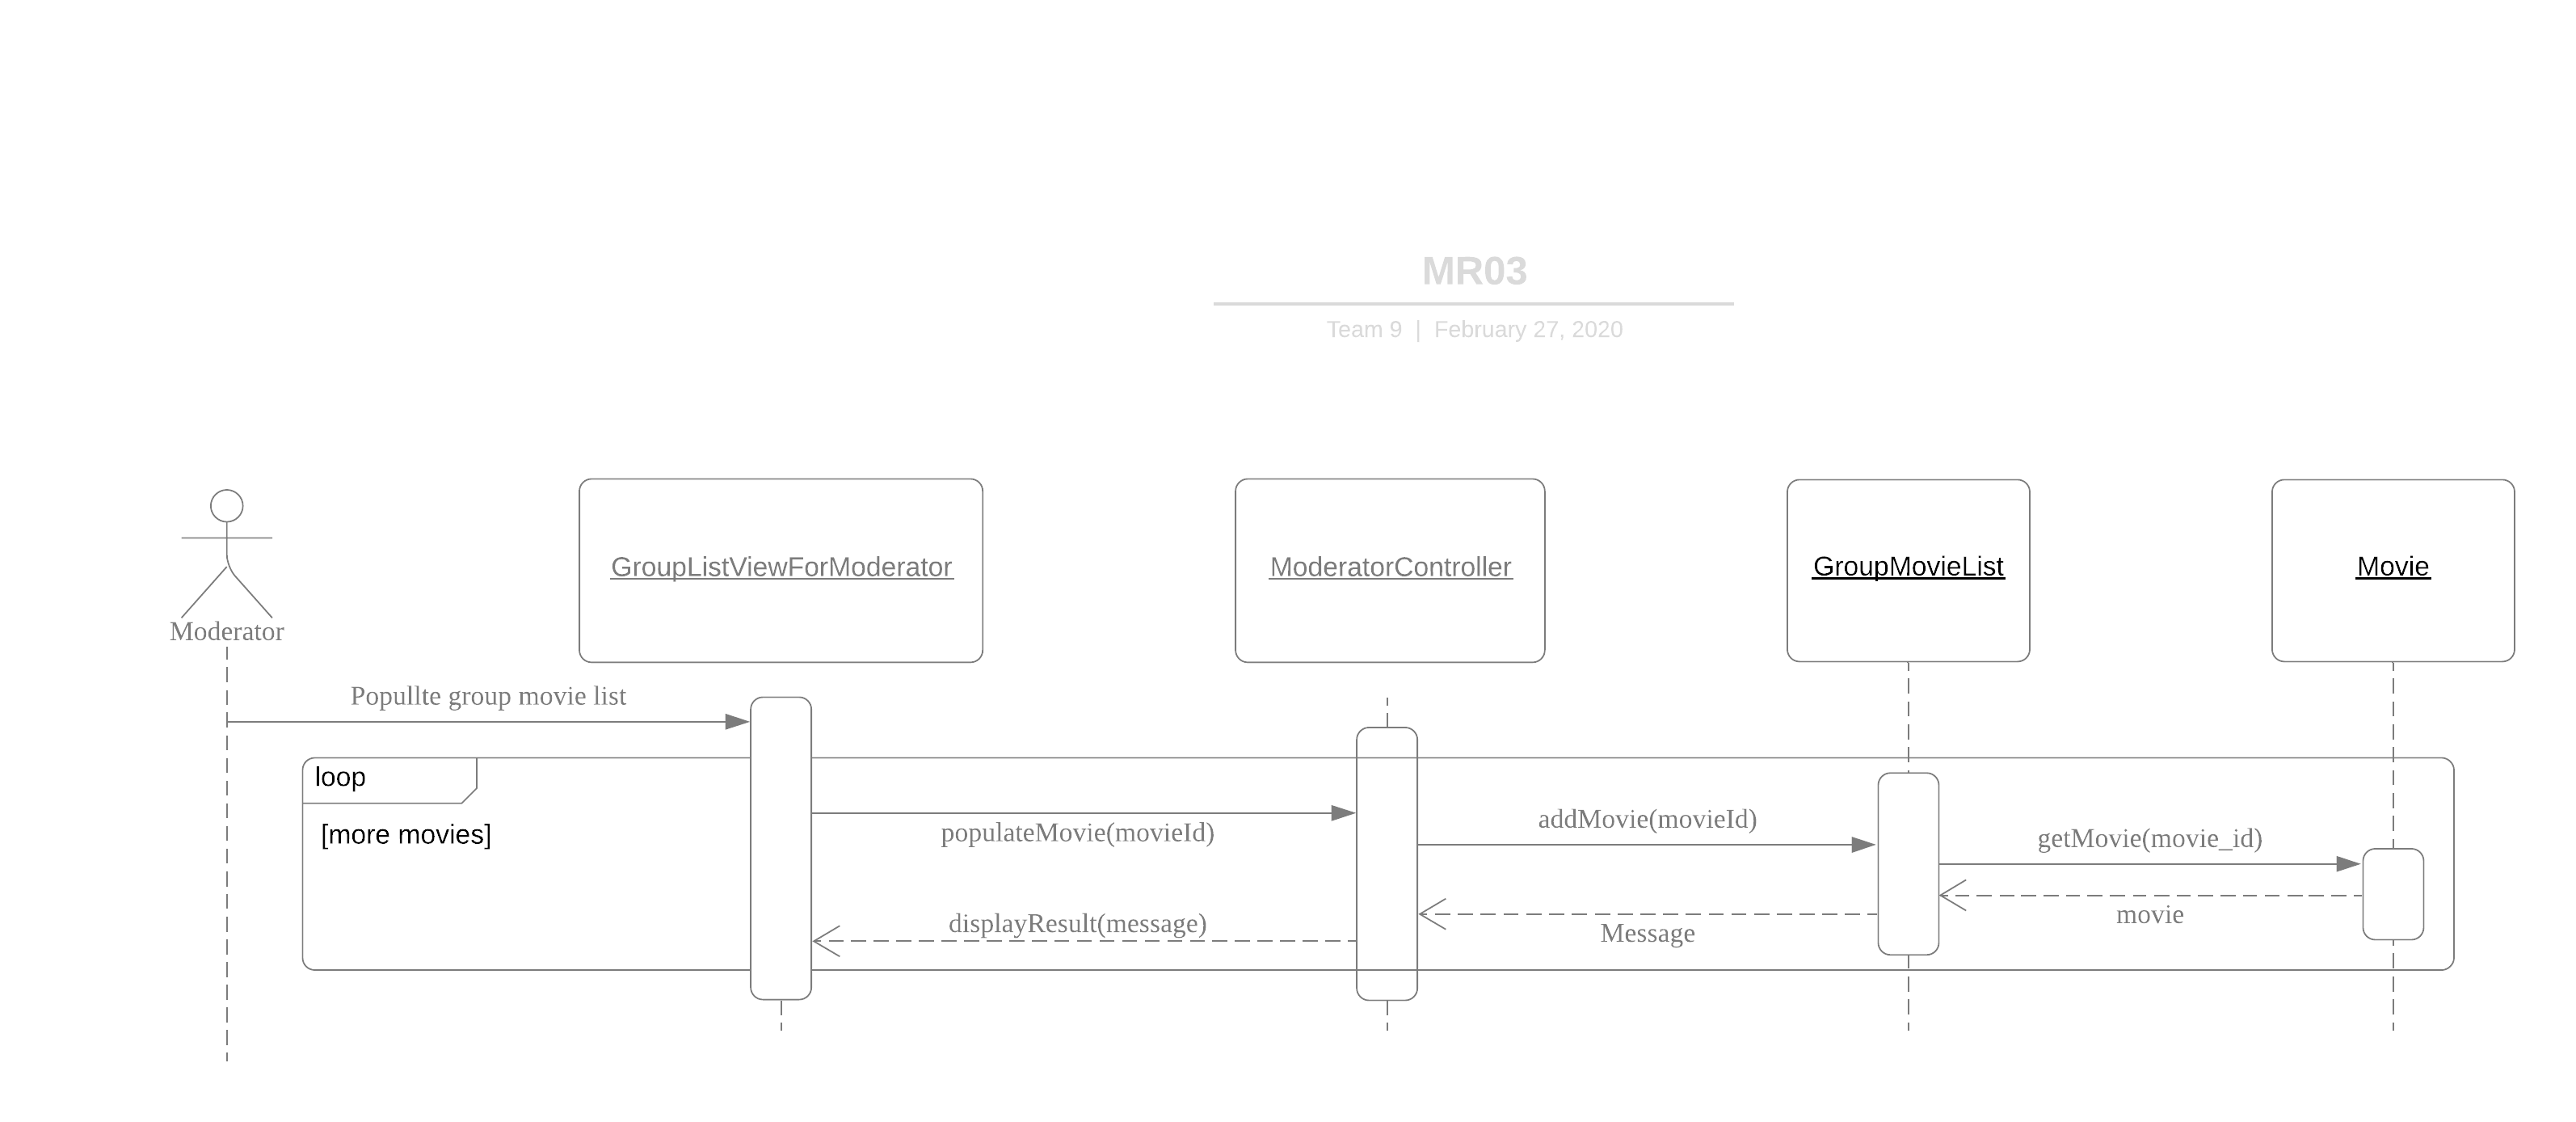 MR03
Team 9 | February 27, 2020
GroupListViewForModerator
ModeratorController
GroupMovieList
Movie
Moderator
Popullte group movie list
loop
[more movies]
populateMovie(movieId)
addMovie(movieId)
getMovie(movie_id)
movie
Message
displayResult(message)